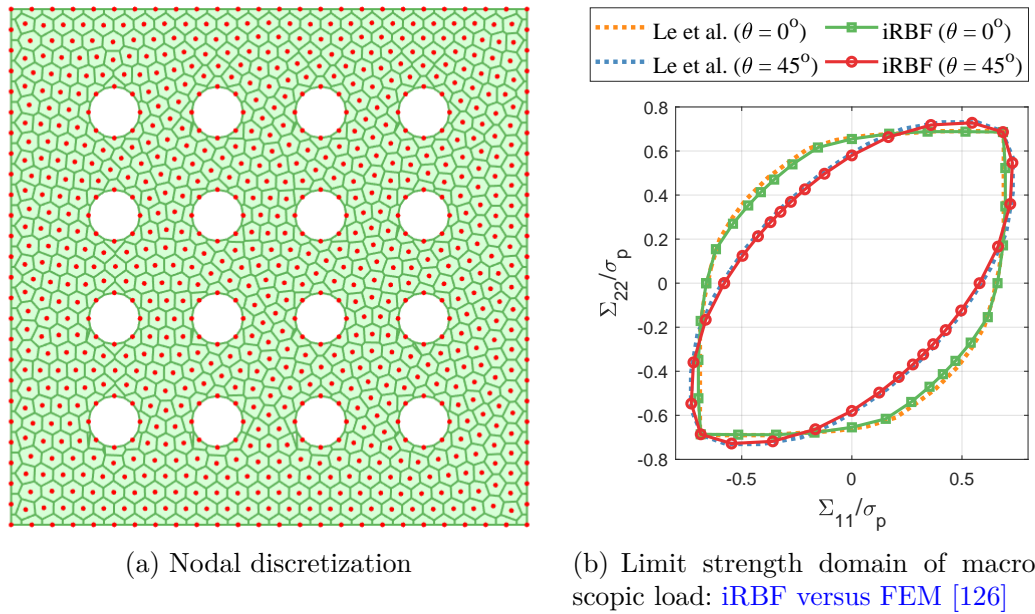 Le et al. (θ = 0°) iRBF (θ = 0°)
Le et al. (θ = 45°) iRBF (θ = 45°)
0.8
0.6
0.4
0.2
0
-0.2
-0.4
-0.6
-0.8
Σ22/σp
-0.5 0 0.5
Σ11/σp
(a) Nodal discretization
(b) Limit strength domain of macro
scopic load: iRBF versus FEM [126]